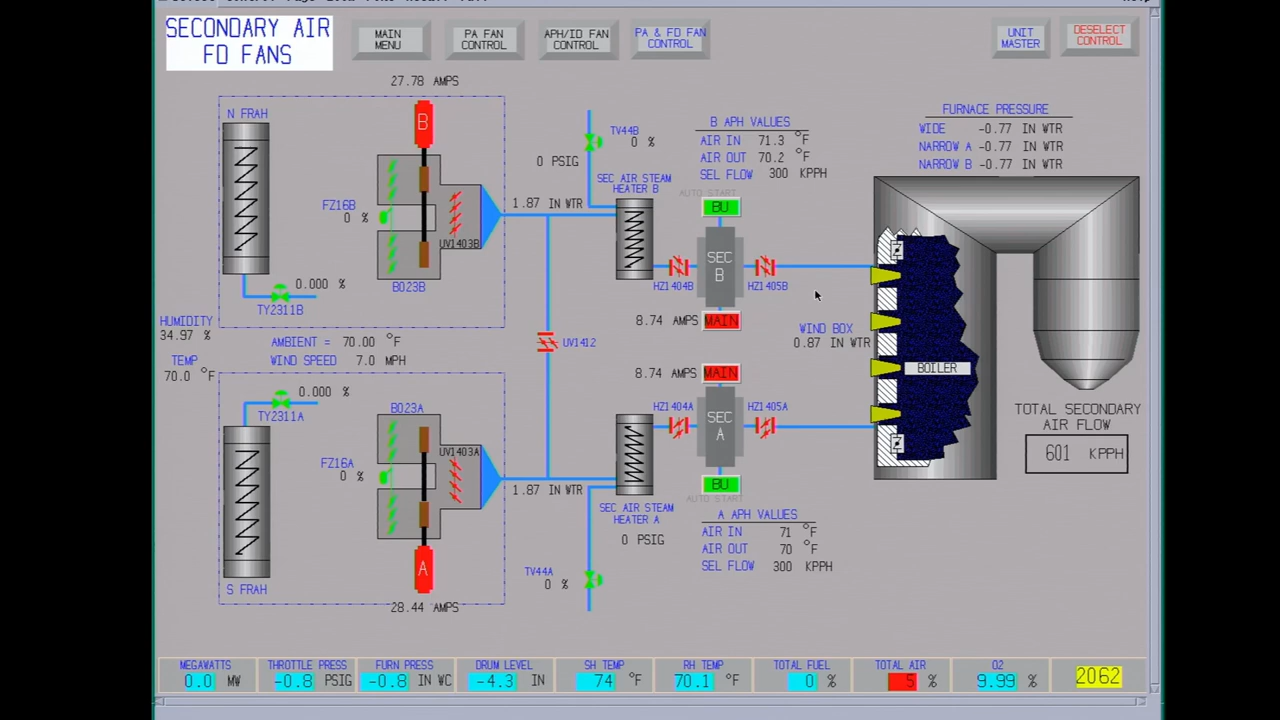 SECONDARY AIR
FD FANS
MAIN
MENU
PA FAN
CONTROL
APH/ID FAN
CONTROL
PA & FD FAN
CONTROL
UNIT
MASTER
DESELECT
CONTROL
27.78 AMPS
N FRAH
B
FZ16B
0 %
UV1403B
B023B
0.000 %
TY2311B
HUMIDITY
34.97 %
TEMP
70.0 °F
AMBIENT = 70.00 °F
WIND SPEED 7.0 MPH
0.000 %
TY2311A
B023A
FZ16A
0 %
UV1403A
A
S FRAH
28.44 AMPS
TV44B
0 %
0 PSIG
SEC AIR STEAM
HEATER B
1.87 IN WTR
UV1412
1.87 IN WTR
SEC AIR STEAM
HEATER A
0 PSIG
TV44A
0 %
B APH VALUES
AIR IN 71.3 °F
AIR OUT 70.2 °F
SEL FLOW 300 KPPH
AUTO START
BU
SEC
B
HZ1404B
HZ1405B
8.74 AMPS MAIN
8.74 AMPS MAIN
HZ1404A
HZ1405A
SEC
A
BU
AUTO START
A APH VALUES
AIR IN 71 °F
AIR OUT 70 °F
SEL FLOW 300 KPPH
WIND BOX
0.87 IN WTR
FURNACE PRESSURE
WIDE -0.77 IN WTR
NARROW A -0.77 IN WTR
NARROW B -0.77 IN WTR
BOILER
TOTAL SECONDARY
AIR FLOW
601 KPPH
MEGAWATTS
0.0 MW
THROTTLE PRESS
-0.8 PSIG
FURN PRESS
-0.8 IN WC
DRUM LEVEL
-4.3 IN
SH TEMP
74 °F
RH TEMP
70.1 °F
TOTAL FUEL
0 %
TOTAL AIR
5 %
O2
9.99 %
2062